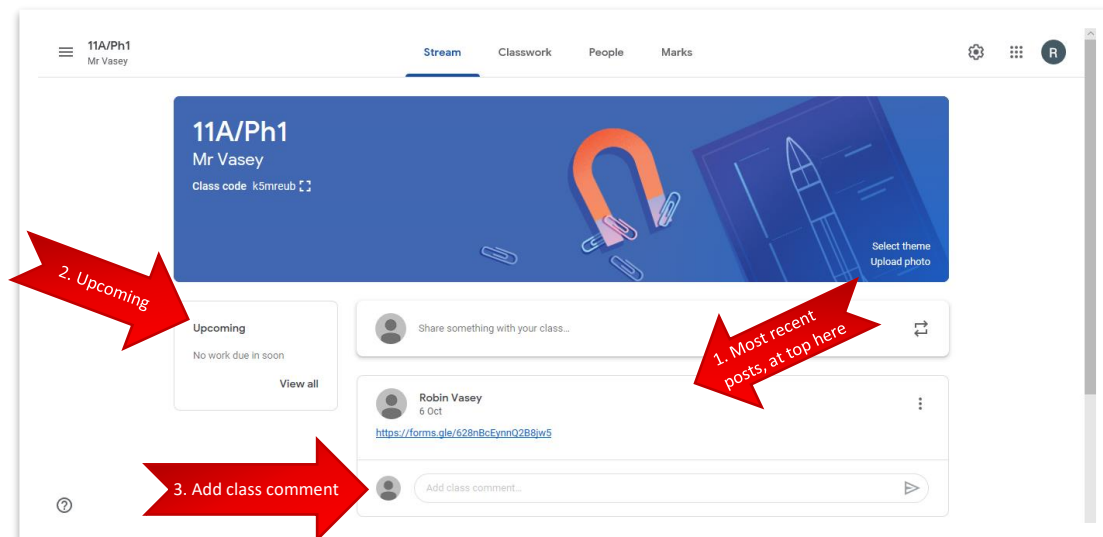 11A/Ph1
Mr Vasey
Stream Classwork People Marks
R
11A/Ph1
Mr Vasey
Class code k5mreub
Select theme
Upload photo
2. Upcoming
Upcoming
No work due in soon
View all
Share something with your class...
1. Most recent
posts, at top here
Robin Vasey
6 Oct
https://forms.gle/628nBcEynnQ2B8jw5
3. Add class comment
Add class comment...